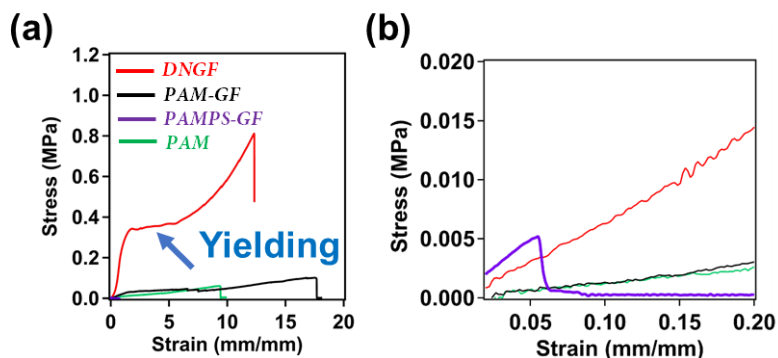 (a)
1.2
1.0
0.8
0.6
0.4
0.2
0.0
Stress (MPa)
DNGF
PAM-GF
PAMPS-GF
PAM
Yielding
0 5 10 15 20
Strain (mm/mm)
(b)
0.020
0.015
0.010
0.005
0.000
Stress (MPa)
0.05 0.10 0.15 0.20
Strain (mm/mm)